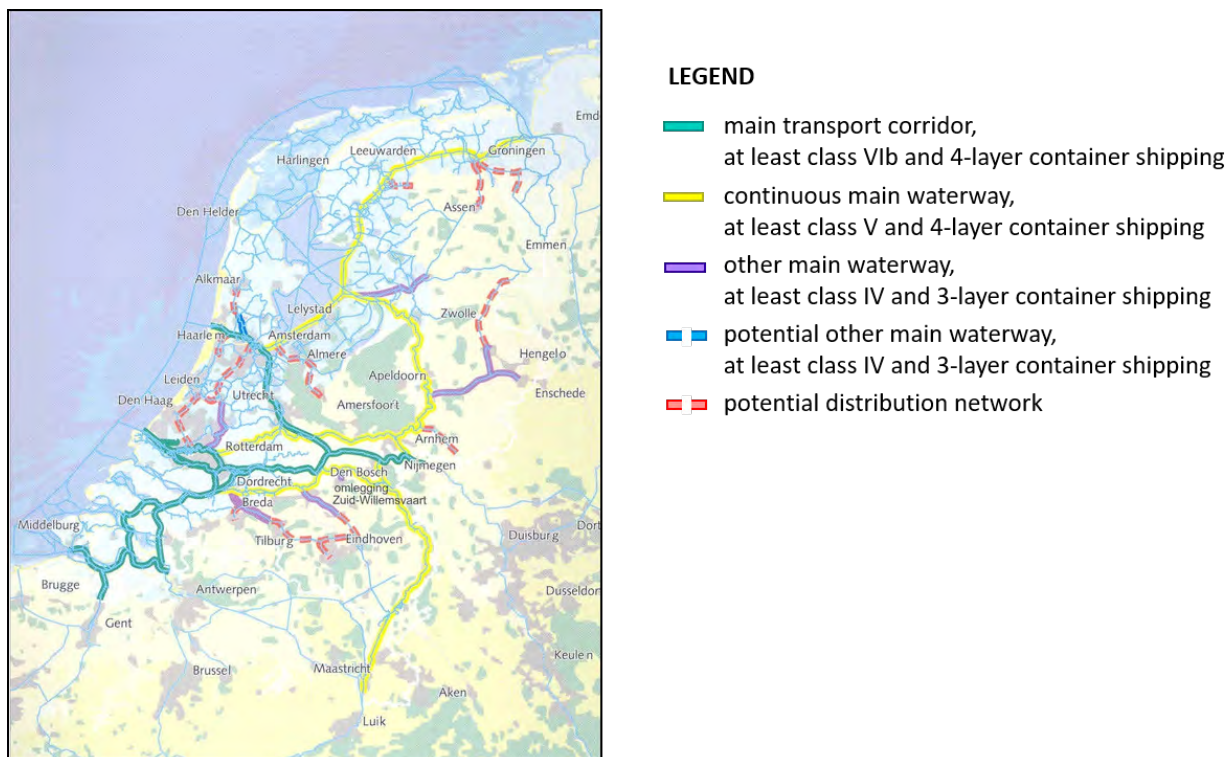 Emd
Leeuwarden
Groningen
Harlingen
Den Helder
Assen
Emmen
Alkmaar
Lelystad
Zwolle
Haarlem
Amsterdam
Almere
Hengelo
Leiden
Apeldoorn
Utrecht
Enschede
Den Haag
Amersfoort
Arnhem
Rotterdam
Nijmegen
Den Bosch
Dordrecht
omlegging
Zuid-Willemsvaart
Breda
Middelburg
Dort
Duisburg
Tilburg
Eindhoven
Brugge
Antwerpen
Dusseldor
Gent
Keulen
Brussel
Maastricht
Aken
Luik
LEGEND
main transport corridor,
at least class VIb and 4-layer container shipping
continuous main waterway,
at least class V and 4-layer container shipping
other main waterway,
at least class IV and 3-layer container shipping
potential other main waterway,
at least class IV and 3-layer container shipping
potential distribution network